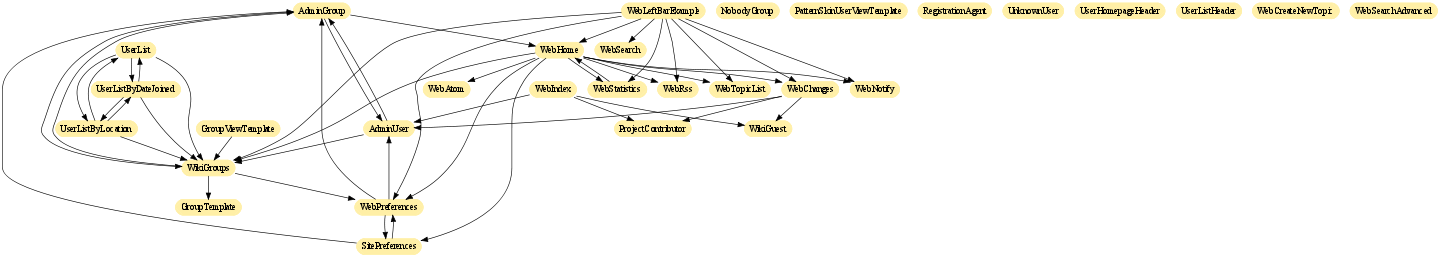 AdminGroup
WebLeftBarExample
NobodyGroup
PatternSkinUserViewTemplate
RegistrationAgent
UnknownUser
UserHomepageHeader
UserListHeader
WebCreateNewTopic
WebSearchAdvanced
UserList
WebHome
WebSearch
UserListByDateJoined
WebAtom
WebIndex
WebStatistics
WebRss
WebTopicList
WebChanges
WebNotify
UserListByLocation
GroupViewTemplate
AdminUser
ProjectContributor
WikiGuest
WikiGroups
GroupTemplate
WebPreferences
SitePreferences